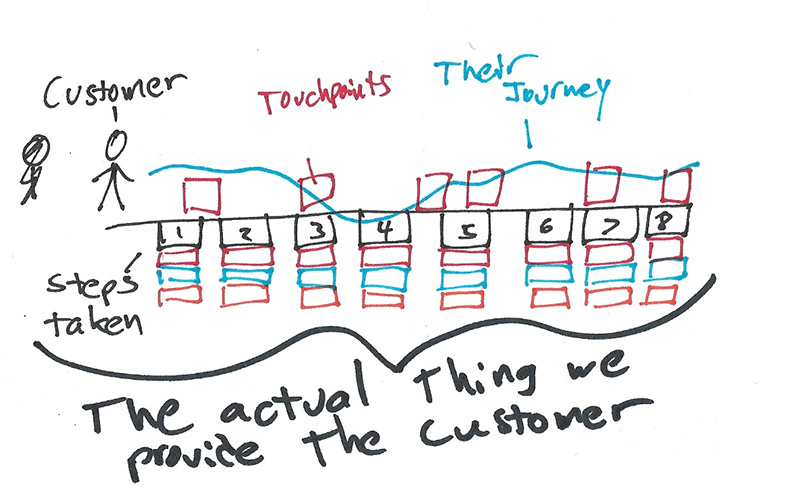 Customer
Touchpoints
Their
Journey
1 2 3 4 5 6 7 8
steps
taken
The actual Thing we
provide The Customer